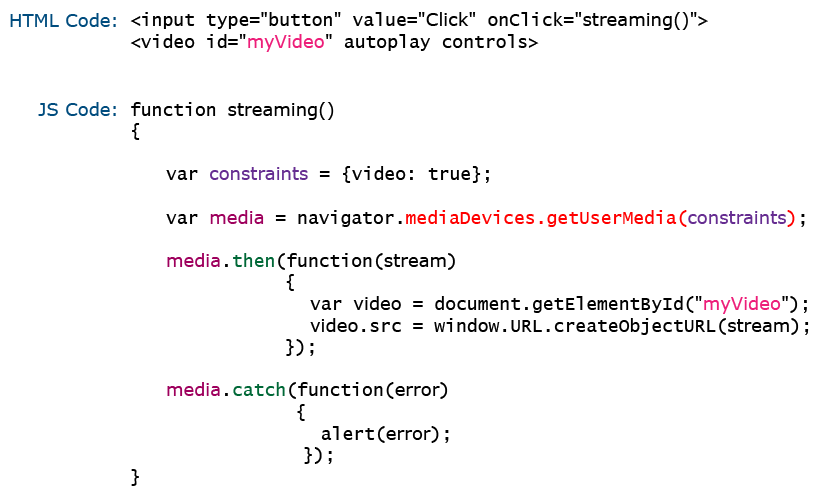 HTML Code: <input type="button" value="Click" onClick="streaming()">
<video id="myVideo" autoplay controls>
JS Code: function streaming()
{
var constraints = {video: true};
var media = navigator.mediaDevices.getUserMedia(constraints);
media.then(function(stream)
{
var video = document.getElementById("myVideo");
video.src = window.URL.createObjectURL(stream);
});
media.catch(function(error)
{
alert(error);
});
}